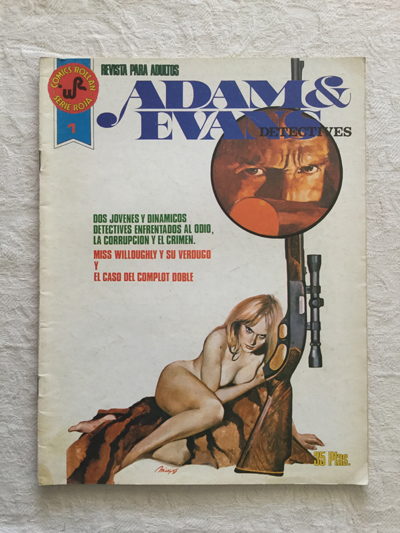 COMICS ROLLAN
SERIE ROJA
1
REVISTA PARA ADULTOS
ADAM &
EVANS
DETECTIVES
DOS JOVENES Y DINAMICOS
DETECTIVES ENFRENTADOS AL ODIO,
LA CORRUPCION Y EL CRIMEN.
MISS WILLOUGHLY Y SU VERDUGO
Y
EL CASO DEL COMPLOT DOBLE
35 Ptas.